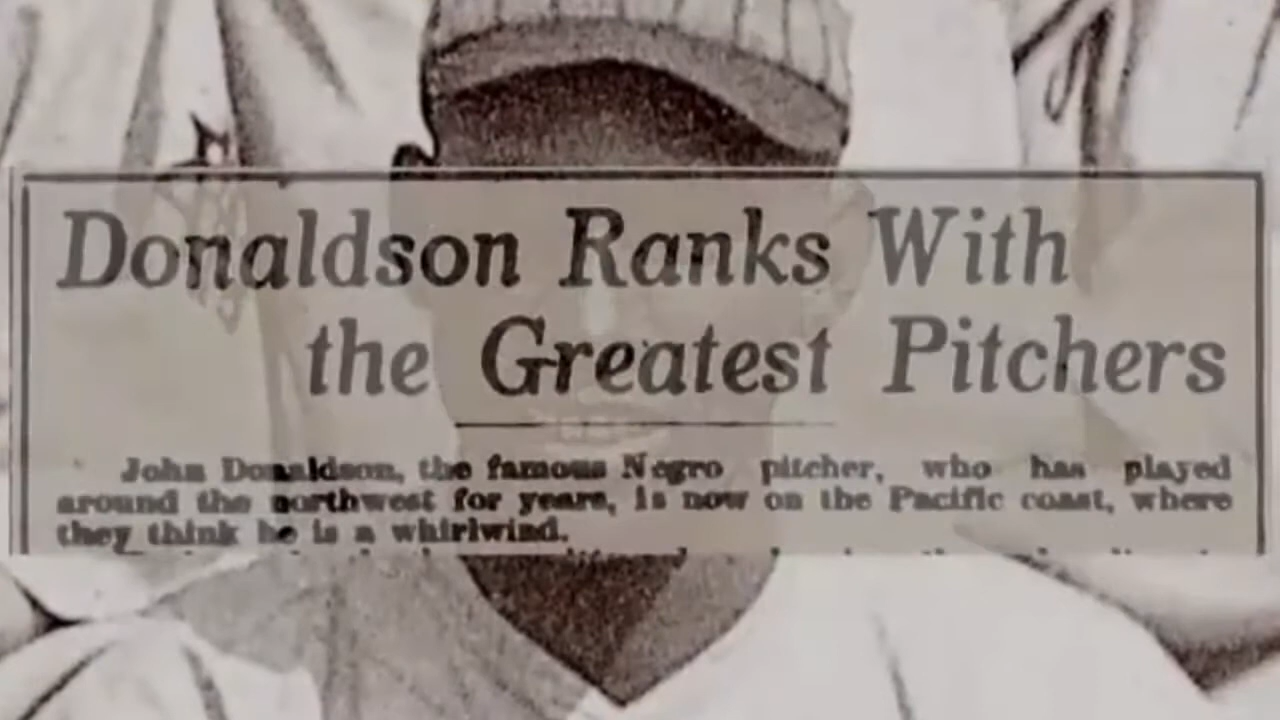 Donaldson Ranks With
the Greatest Pitchers
John Donaldson, the famous Negro pitcher, who has played
around the northwest for years, is now on the Pacific coast, where
they think he is a whirlwind.